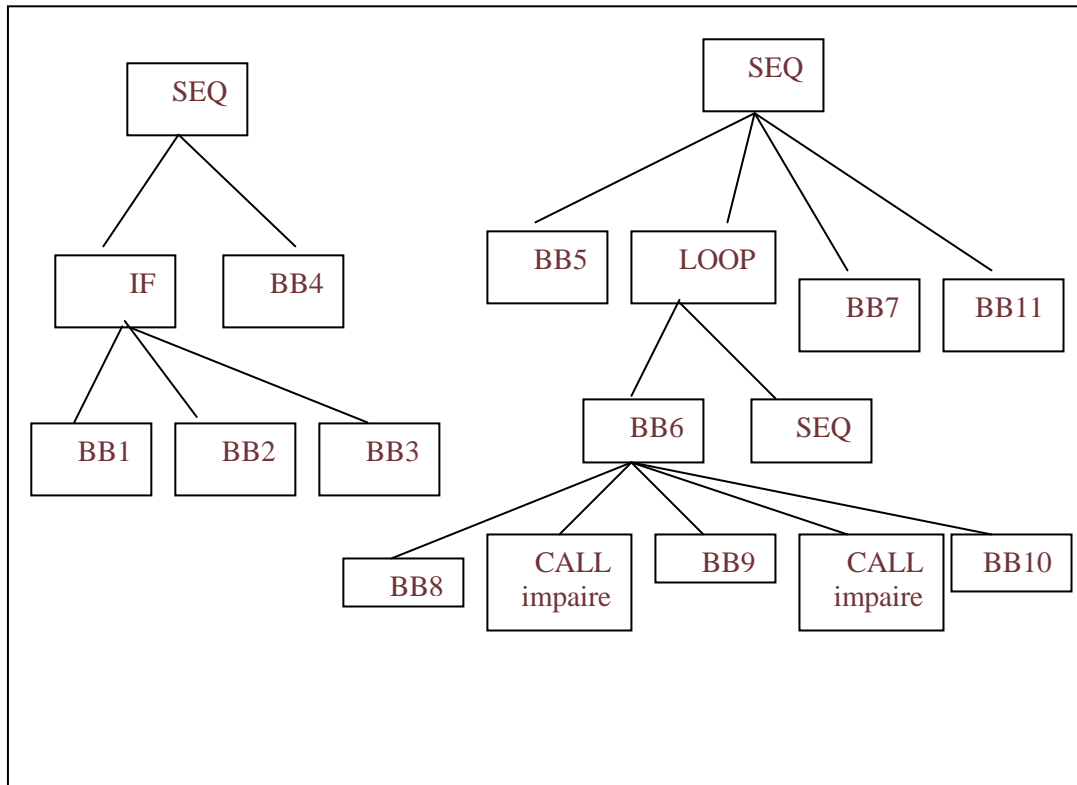 SEQ
IF
BB4
BB1
BB2
BB3
SEQ
BB5
LOOP
BB7
BB11
BB6
SEQ
BB8
CALL
impaire
BB9
CALL
impaire
BB10